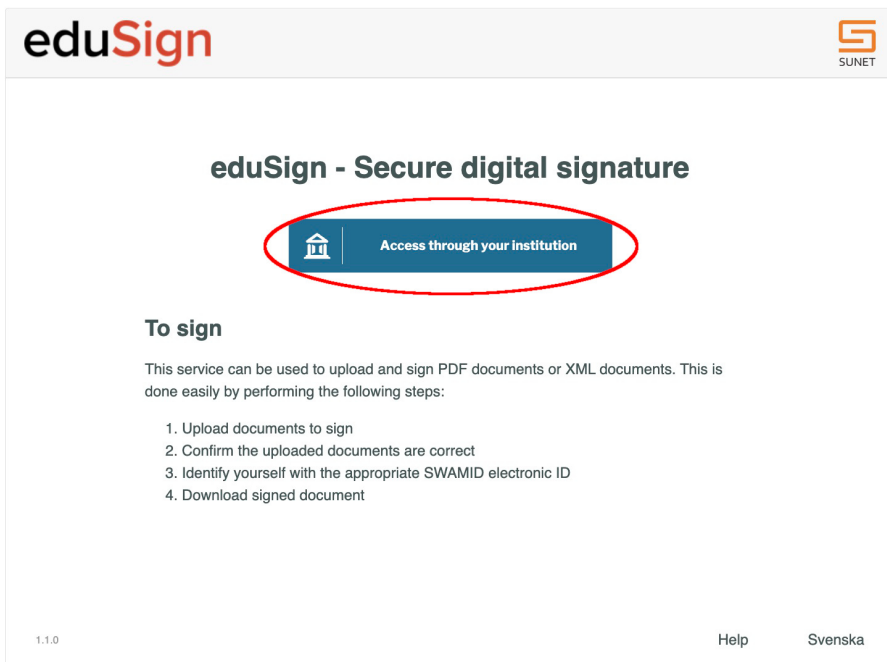 eduSign
SUNET
eduSign - Secure digital signature
Access through your institution
To sign
This service can be used to upload and sign PDF documents or XML documents. This is
done easily by performing the following steps:
1. Upload documents to sign
2. Confirm the uploaded documents are correct
3. Identify yourself with the appropriate SWAMID electronic ID
4. Download signed document
1.1.0
Help
Svenska